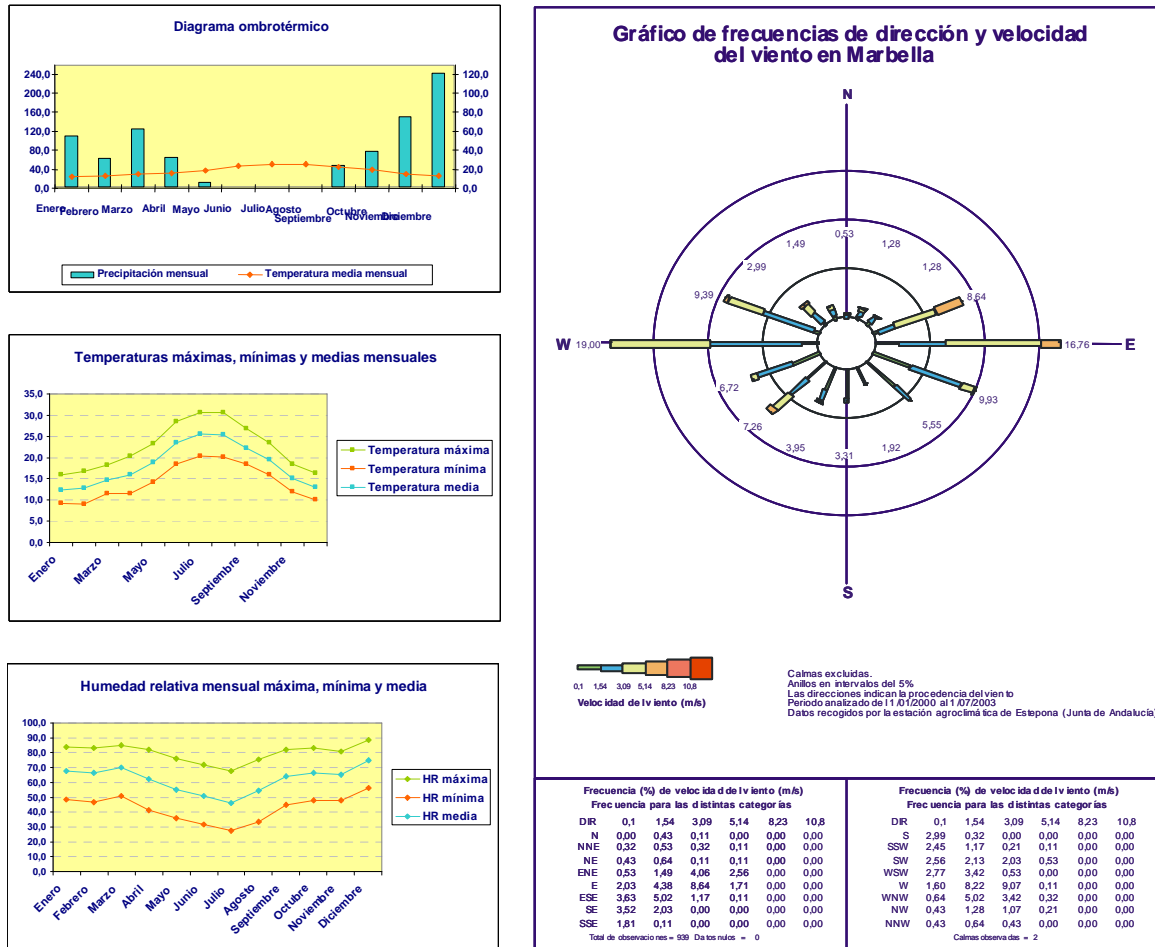 Diagrama ombrotérmico
240,0
200,0
160,0
120,0
80,0
40,0
0,0
120,0
100,0
80,0
60,0
40,0
20,0
0,0
Enero
Febrero
Marzo
Abril
Mayo
Junio
Julio
Agosto
Septiembre
Octubre
Noviembre
Diciembre
Precipitación mensual
Temperatura media mensual
Temperaturas máximas, mínimas y medias mensuales
35,0
30,0
25,0
20,0
15,0
10,0
5,0
0,0
Enero
Marzo
Mayo
Julio
Septiembre
Noviembre
Temperatura máxima
Temperatura mínima
Temperatura media
Humedad relativa mensual máxima, mínima y media
100,0
90,0
80,0
70,0
60,0
50,0
40,0
30,0
20,0
10,0
0,0
Enero
Febrero
Marzo
Abril
Mayo
Junio
Julio
Agosto
Septiembre
Octubre
Noviembre
Diciembre
HR máxima
HR mínima
HR media
Gráfico de frecuencias de dirección y velocidad
del viento en Marbella
N
0,53
1,28
1,28
8,64
16,76
E
9,93
5,55
1,92
3,31
S
3,95
7,26
6,72
W
19,00
9,39
2,99
1,49
0,1 1,54 3,09 5,14 8,23 10,8
Velocidad del viento (m/s)
Calmas excluidas.
Anillos en intervalos del 5%
Las direcciones indican la procedencia del viento
Periodo analizado del 1/01/2000 al 1/07/2003
Datos recogidos por la estación agroclimática de Estepona (Junta de Andalucía)
Frecuencia (%) de velocidad del viento (m/s)
Frecuencia para las distintas categorías
DIR 0,1 1,54 3,09 5,14 8,23 10,8
N 0,00 0,43 0,11 0,00 0,00 0,00
NNE 0,32 0,53 0,32 0,11 0,00 0,00
NE 0,43 0,64 0,11 0,11 0,00 0,00
ENE 0,53 1,49 4,06 2,56 0,00 0,00
E 2,03 4,38 8,64 1,71 0,00 0,00
ESE 3,63 5,02 1,17 0,11 0,00 0,00
SE 3,52 2,03 0,00 0,00 0,00 0,00
SSE 1,81 0,11 0,00 0,00 0,00 0,00
Total de observaciones = 939 Datos nulos = 0
Frecuencia (%) de velocidad del viento (m/s)
Frecuencia para las distintas categorías
DIR 0,1 1,54 3,09 5,14 8,23 10,8
S 2,99 0,32 0,00 0,00 0,00 0,00
SSW 2,45 1,17 0,21 0,11 0,00 0,00
SW 2,56 2,13 2,03 0,53 0,00 0,00
WSW 2,77 3,42 0,53 0,00 0,00 0,00
W 1,60 8,22 9,07 0,11 0,00 0,00
WNW 0,64 5,02 3,42 0,32 0,00 0,00
NW 0,43 1,28 1,07 0,21 0,00 0,00
NNW 0,43 0,64 0,43 0,00 0,00 0,00
Calmas observadas = 2